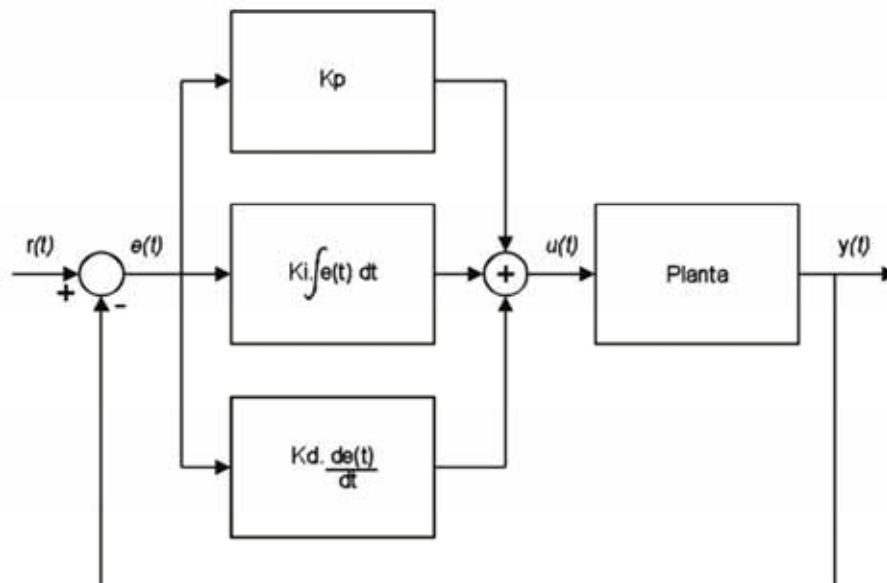 Kp
r(t)
e(t)
+
-
Ki.∫e(t) dt
+
u(t)
Planta
y(t)
Kd. de(t)
dt